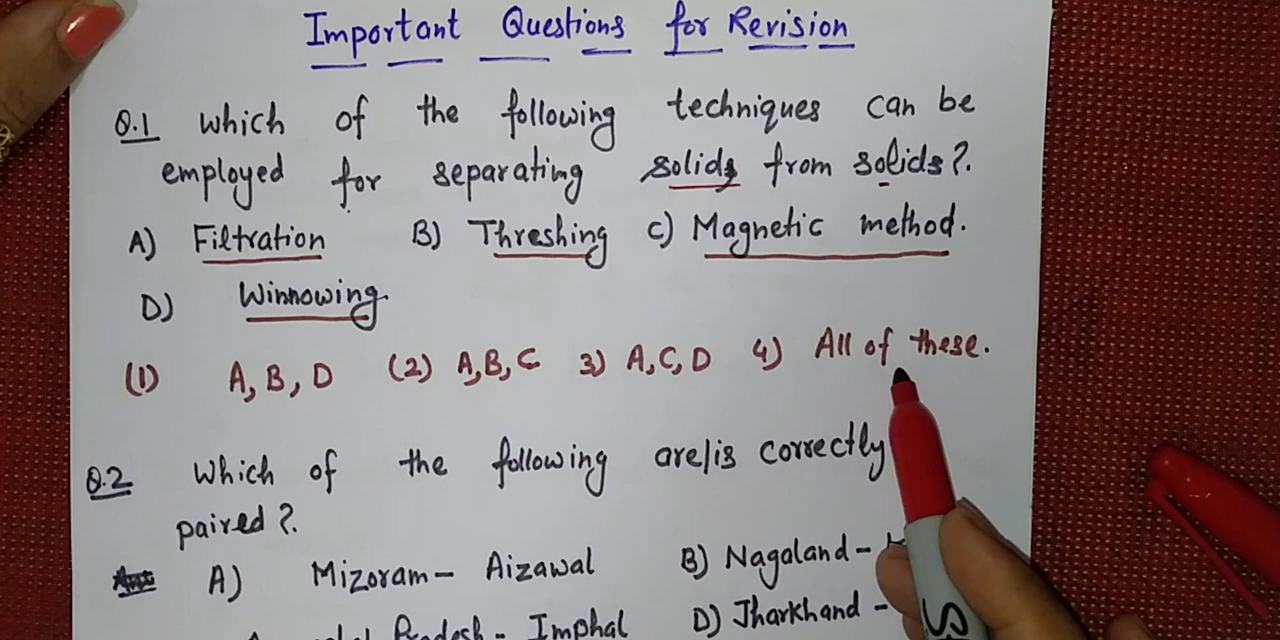 Important Questions for Revision
Q.1 which of the following techniques can be
employed for separating solids from solids?.
A) Filtration B) Threshing C) Magnetic method.
D) Winnowing.
(1) A, B, D (2) A,B, C 3) A, C, D 4) All of these.
Q.2 Which of the following are/is correctly
paired?.
A) Mizoram- Aizawal B) Nagaland-
Pradesh- Imphal D) Jharkhand -